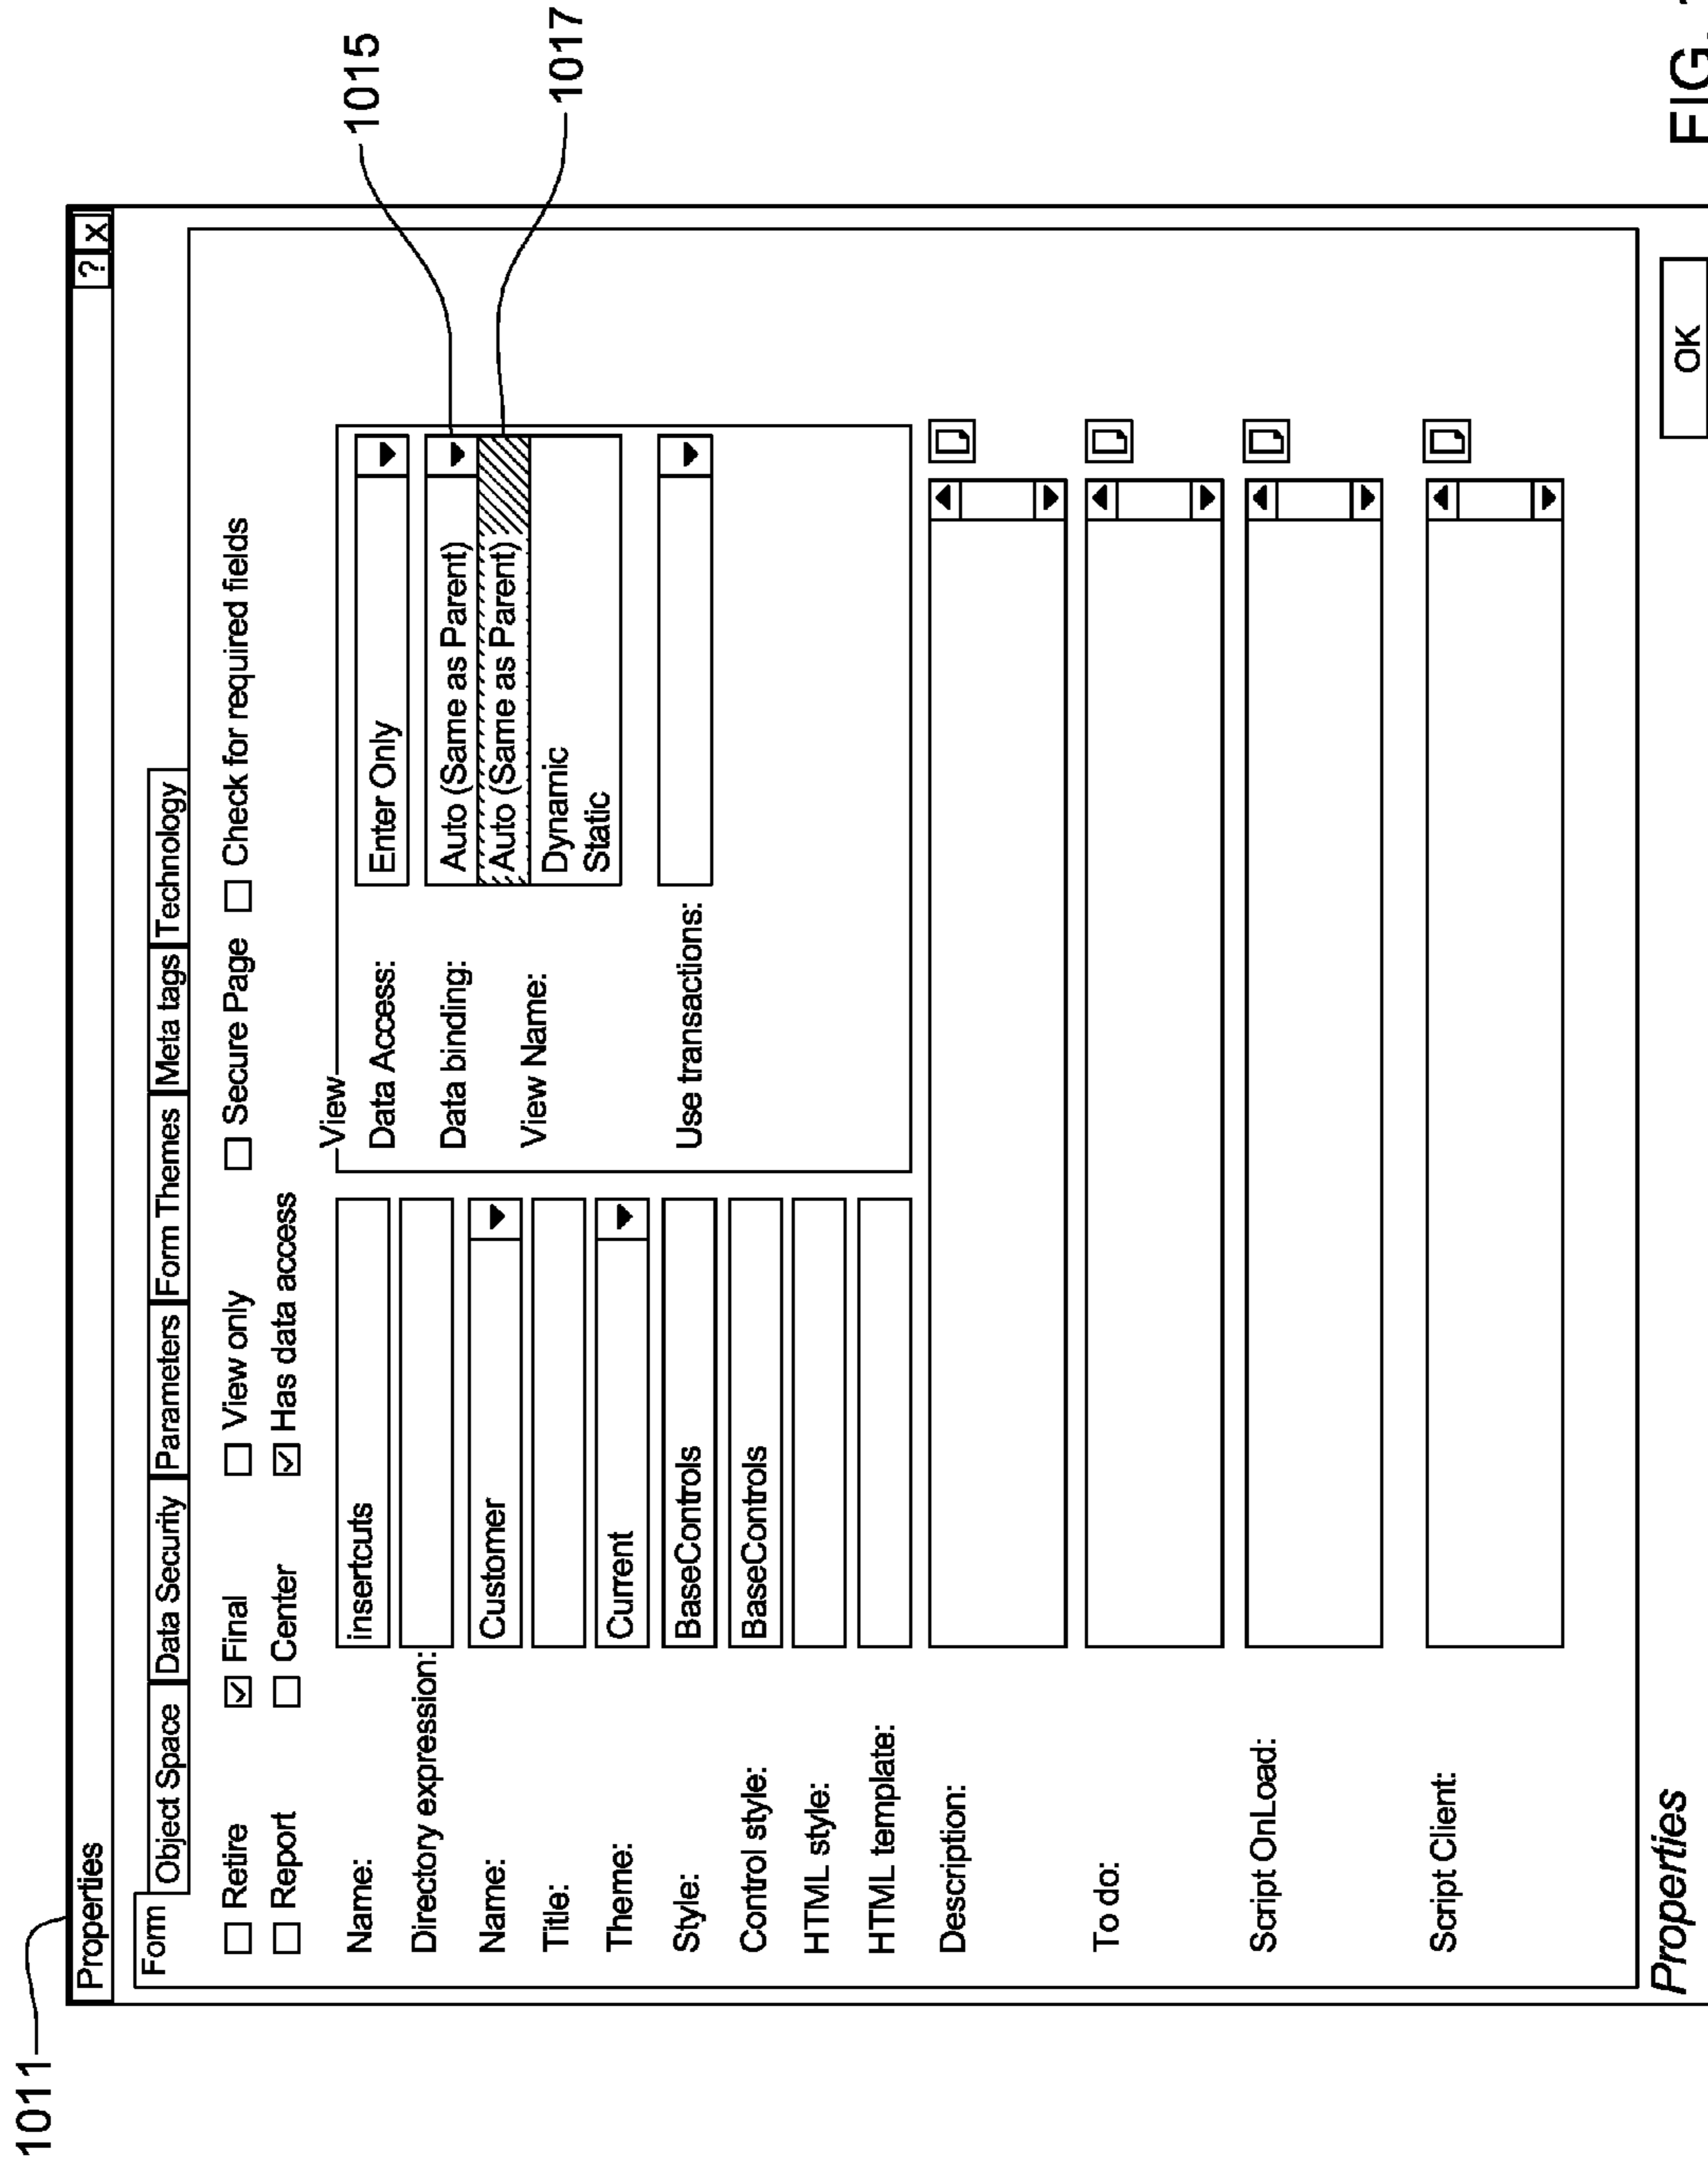 1011
Properties ? X
Form Object Space Data Security Parameters Form Themes Meta tags Technology
Retire Final View only Secure Page Check for required fields
Report Center Has data access
View
Name: insertcuts
Data Access: Enter Only
Directory expression:
Data binding: Auto (Same as Parent)
1015
Auto (Same as Parent)
1017
Name: Customer
View Name:
Dynamic
Title:
Static
Theme: Current
Style: BaseControls
Use transactions:
Control style: BaseControls
HTML style:
HTML template:
Description:
To do:
Script OnLoad:
Script Client:
Properties
OK
FIG.